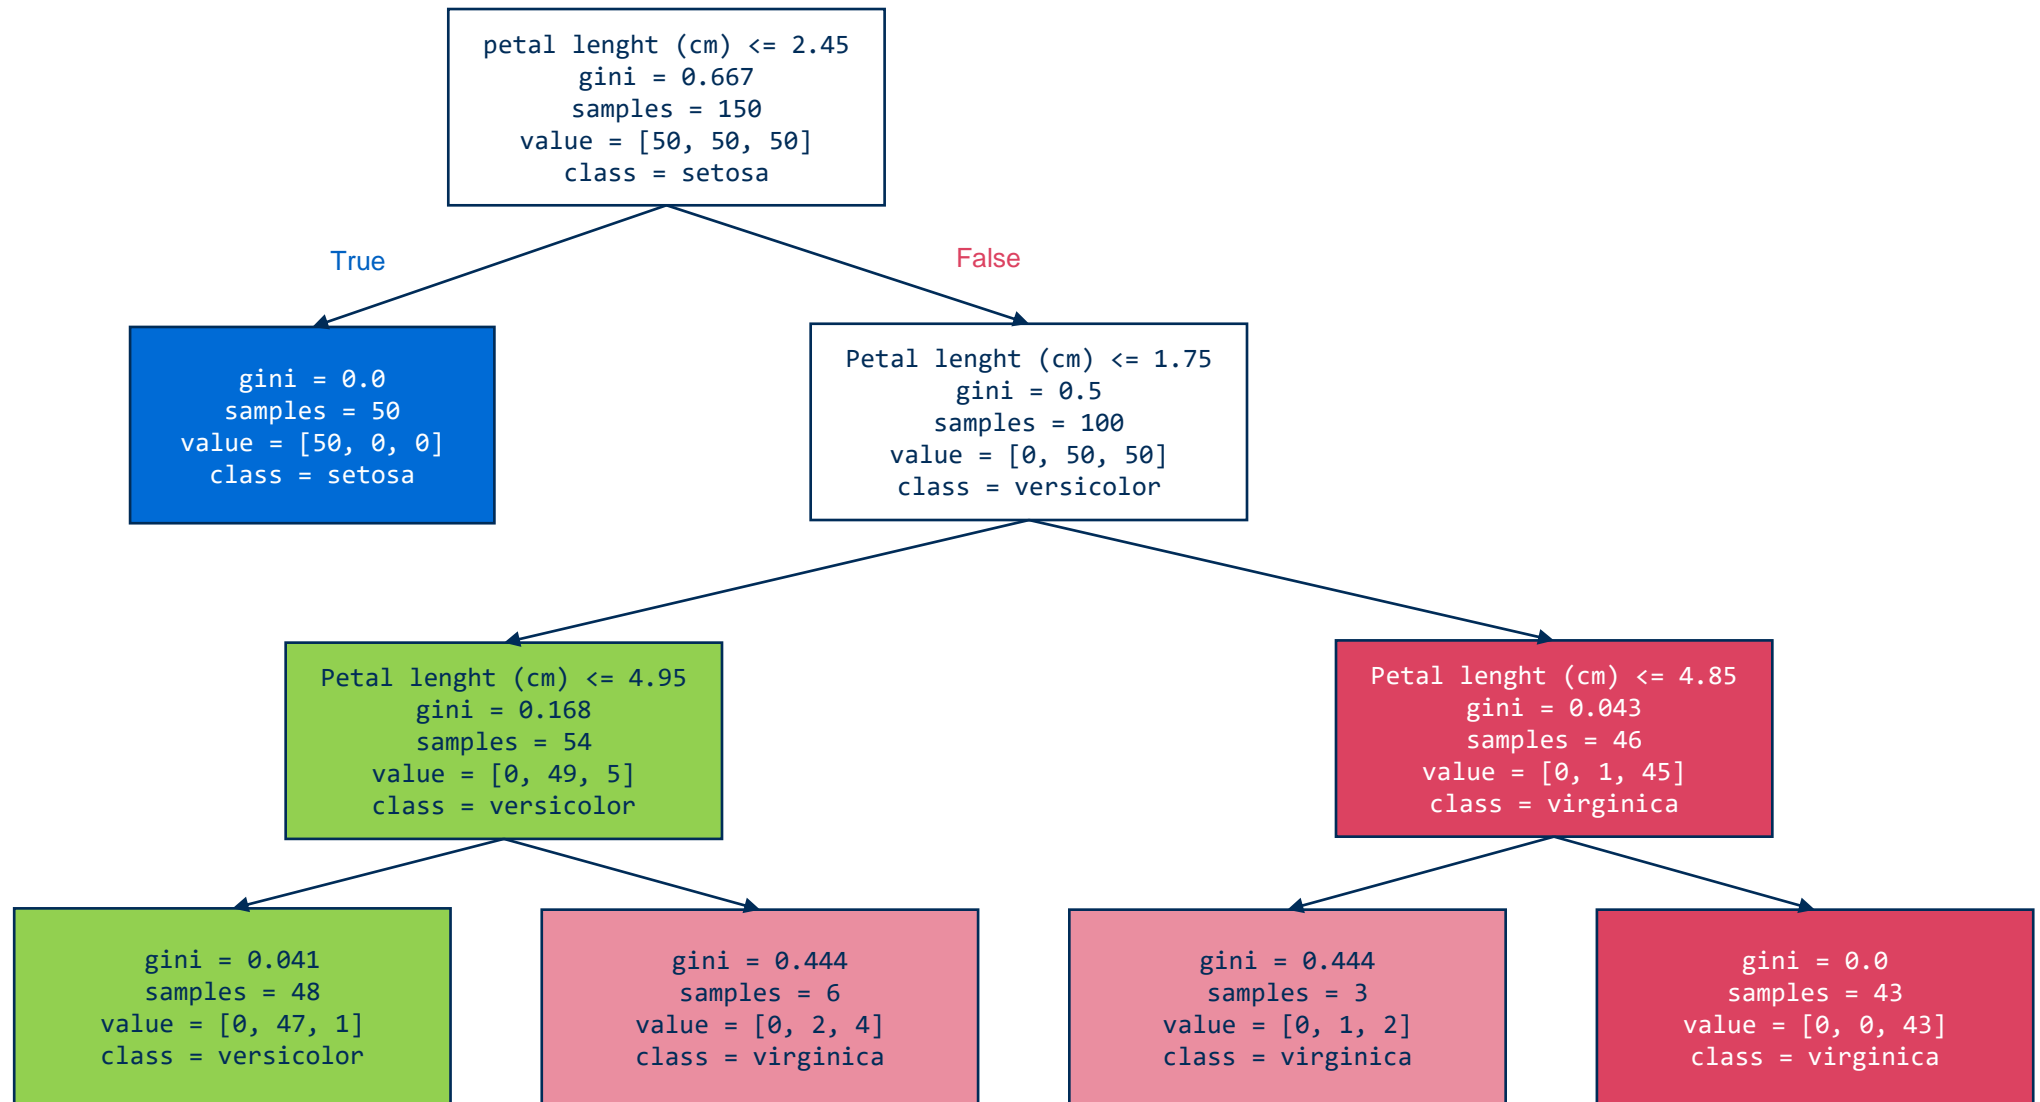 petal lenght (cm) <= 2.45
gini = 0.667
samples = 150
value = [50, 50, 50]
class = setosa
True
False
gini = 0.0
samples = 50
value = [50, 0, 0]
class = setosa
Petal lenght (cm) <= 1.75
gini = 0.5
samples = 100
value = [0, 50, 50]
class = versicolor
Petal lenght (cm) <= 4.95
gini = 0.168
samples = 54
value = [0, 49, 5]
class = versicolor
Petal lenght (cm) <= 4.85
gini = 0.043
samples = 46
value = [0, 1, 45]
class = virginica
gini = 0.041
samples = 48
value = [0, 47, 1]
class = versicolor
gini = 0.444
samples = 6
value = [0, 2, 4]
class = virginica
gini = 0.444
samples = 3
value = [0, 1, 2]
class = virginica
gini = 0.0
samples = 43
value = [0, 0, 43]
class = virginica